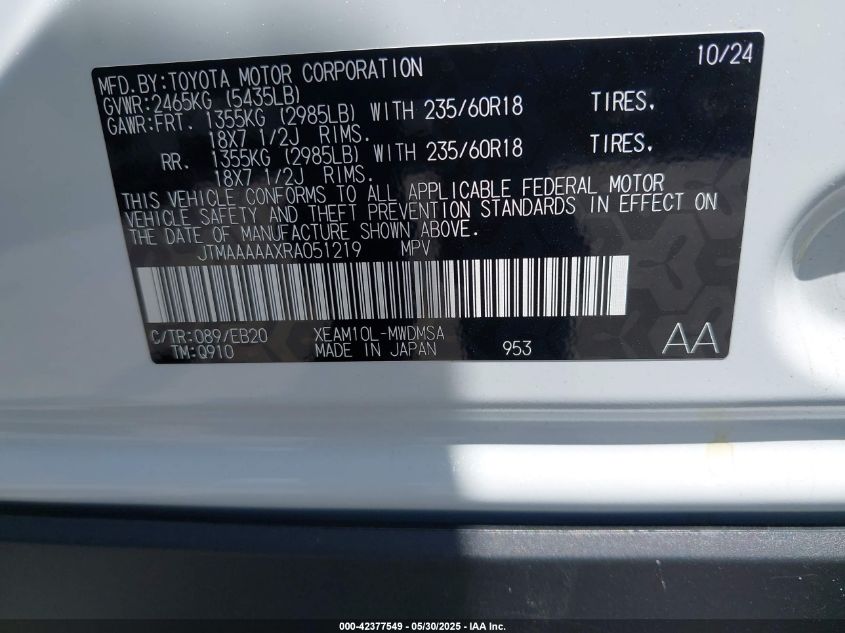 10/24
MFD.BY:TOYOTA MOTOR CORPORATION
GVWR:2465KG (5435LB)
GAWR:FRT. 1355KG (2985LB) WITH 235/60R18 TIRES,
18X7 1/2J RIMS.
RR. 1355KG (2985LB) WITH 235/60R18 TIRES,
18X7 1/2J RIMS.
THIS VEHICLE CONFORMS TO ALL APPLICABLE FEDERAL MOTOR
VEHICLE SAFETY AND THEFT PREVENTION STANDARDS IN EFFECT ON
THE DATE OF MANUFACTURE SHOWN ABOVE.
JTMAAAAAXRA051219 MPV
C/TR:089/EB20 XEAM10L-MWDMSA
TM:Q910 MADE IN JAPAN 953 AA
000-42377549 - 05/30/2025 - IAA Inc.